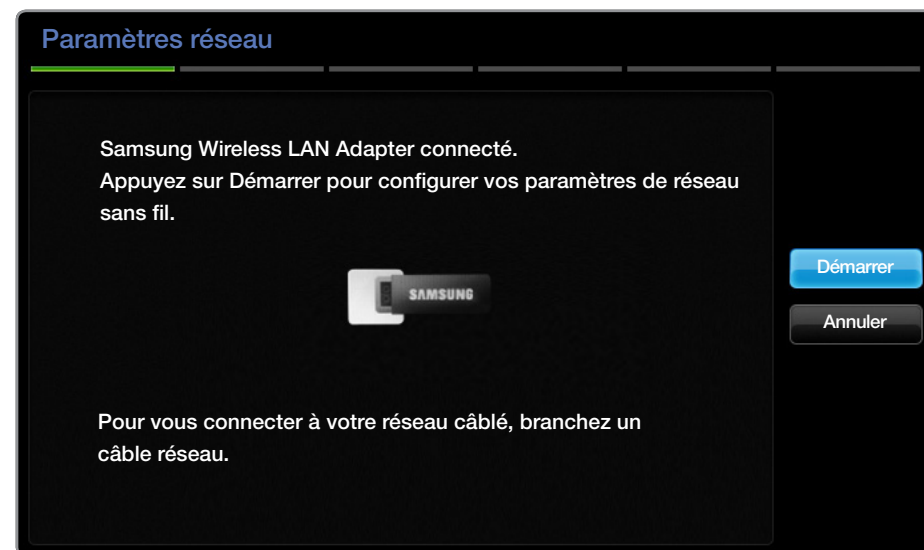 Paramètres réseau
Samsung Wireless LAN Adapter connecté.
Appuyez sur Démarrer pour configurer vos paramètres de réseau
sans fil.
SAMSUNG
Démarrer
Annuler
Pour vous connecter à votre réseau câblé, branchez un
câble réseau.